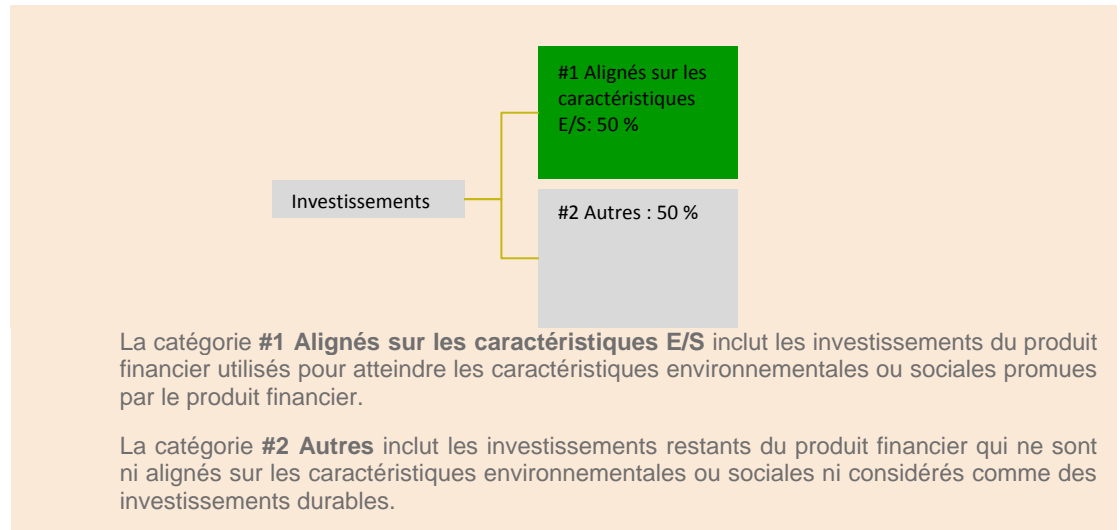 #1 Alignés sur les
caractéristiques
E/S: 50 %
Investissements
#2 Autres : 50 %
La catégorie #1 Alignés sur les caractéristiques E/S inclut les investissements du produit
financier utilisés pour atteindre les caractéristiques environnementales ou sociales promues
par le produit financier.
La catégorie #2 Autres inclut les investissements restants du produit financier qui ne sont
ni alignés sur les caractéristiques environnementales ou sociales ni considérés comme des
investissements durables.